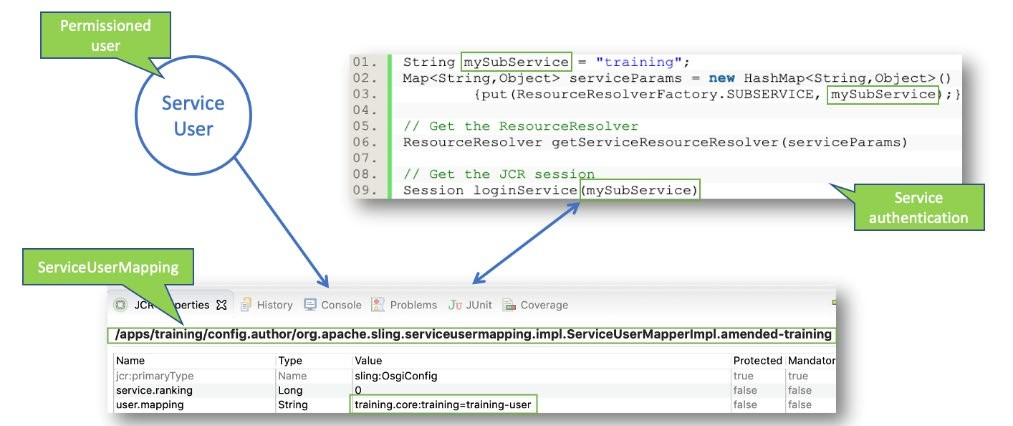 Permissioned
user
Service
User
01. String mySubService = "training";
02. Map<String,Object> serviceParams = new HashMap<String,Object>()
03. {put(ResourceResolverFactory.SUBSERVICE, mySubService);}
04.
05. // Get the ResourceResolver
06. ResourceResolver getServiceResourceResolver(serviceParams)
07.
08. // Get the JCR session
09. Session loginService(mySubService)
Service
authentication
ServiceUserMapping
JCR Properties History Console Problems JU JUnit Coverage
/apps/training/config.author/org.apache.sling.serviceusermapping.impl.ServiceUserMapperImpl.amended-training
Name Type Value Protected Mandator
jcr:primaryType Name sling:OsgiConfig true true
service.ranking Long 0 false false
user.mapping String training.core:training=training-user false false